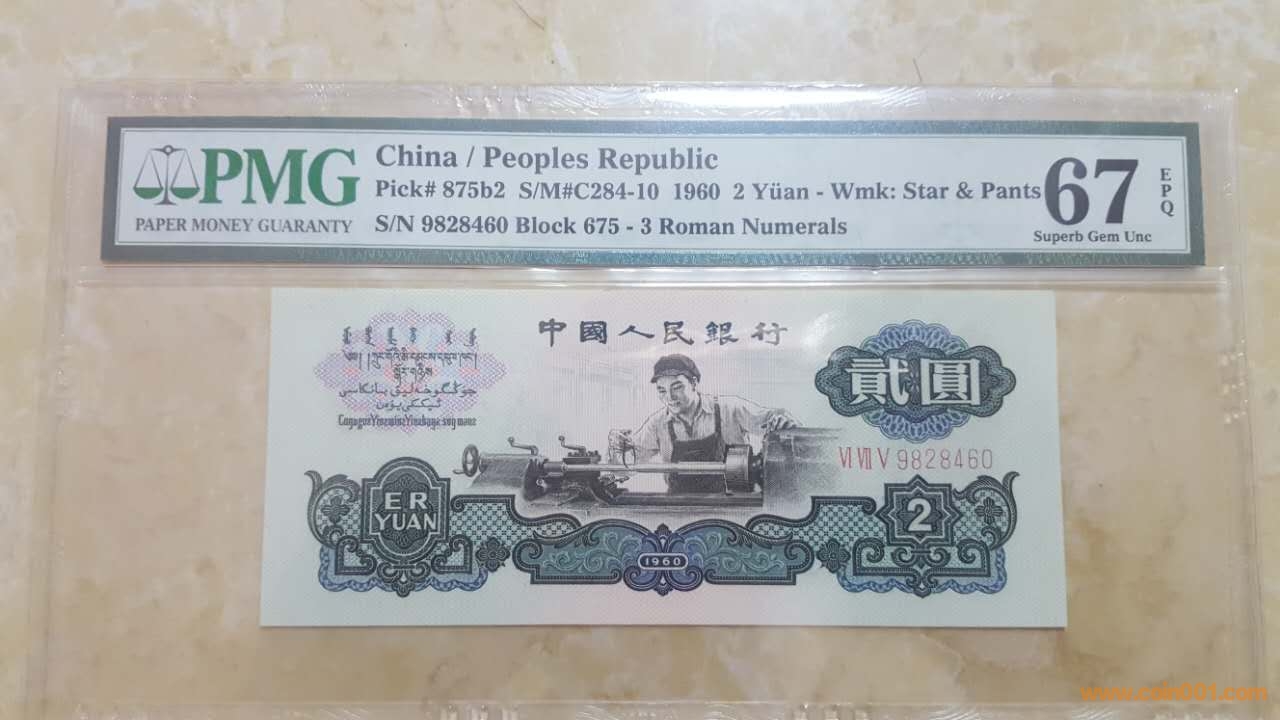 PMG
PAPER MONEY GUARANTY
China / Peoples Republic
Pick# 875b2 S/M#C284-10 1960 2 Yüan - Wmk: Star & Pants
S/N 9828460 Block 675 - 3 Roman Numerals
67
EPQ
Superb Gem Unc
中國人民銀行
貳圓
VI VII V 9828460
ER
YUAN
1960
2
www.coin001.com